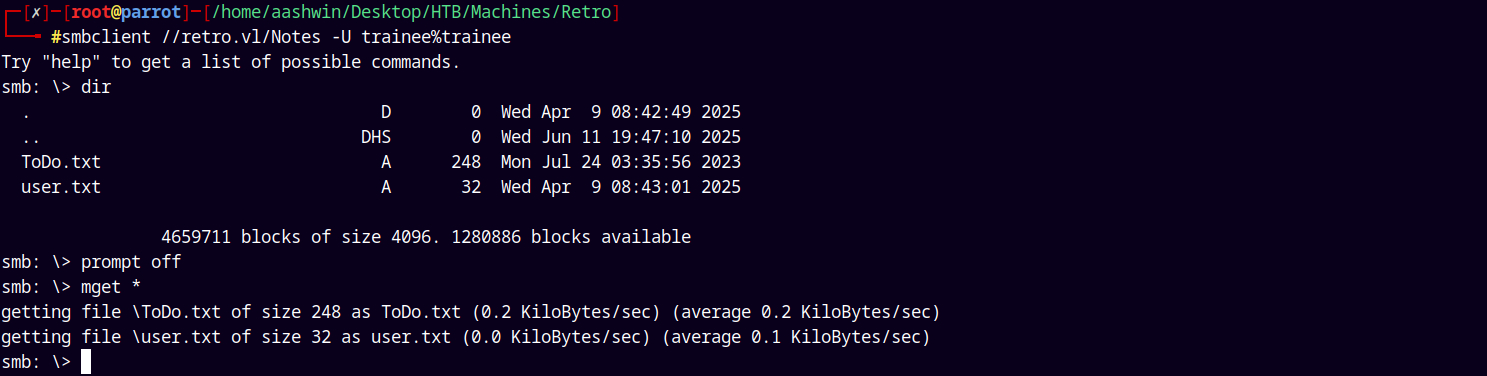 ┌─[✗]─[root@parrot]─[/home/aashwin/Desktop/HTB/Machines/Retro]
└──╼ #smbclient //retro.vl/Notes -U trainee%trainee
Try "help" to get a list of possible commands.
smb: \> dir
  .                                   D        0  Wed Apr  9 08:42:49 2025
  ..                                DHS        0  Wed Jun 11 19:47:10 2025
  ToDo.txt                            A      248  Mon Jul 24 03:35:56 2023
  user.txt                            A       32  Wed Apr  9 08:43:01 2025
                4659711 blocks of size 4096. 1280886 blocks available
smb: \> prompt off
smb: \> mget *
getting file \ToDo.txt of size 248 as ToDo.txt (0.2 KiloBytes/sec) (average 0.2 KiloBytes/sec)
getting file \user.txt of size 32 as user.txt (0.0 KiloBytes/sec) (average 0.1 KiloBytes/sec)
smb: \>